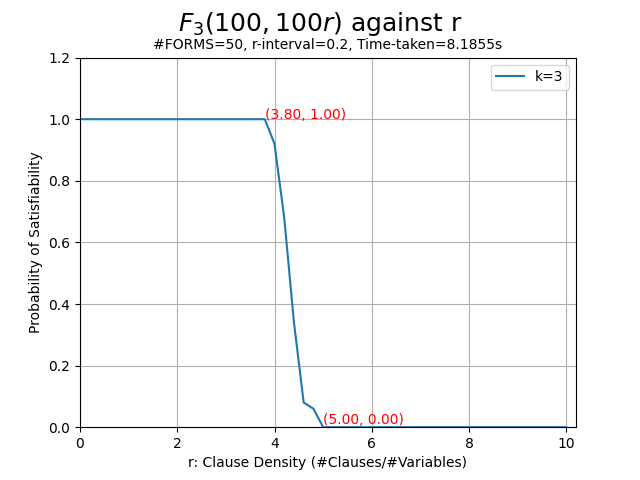 F₃(100, 100r) against r
#FORMS=50, r-interval=0.2, Time-taken=8.1855s
k=3
1.2
1.0
0.8
0.6
0.4
0.2
0.0
Probability of Satisfiability
(3.80, 1.00)
(5.00, 0.00)
0 2 4 6 8 10
r: Clause Density (#Clauses/#Variables)